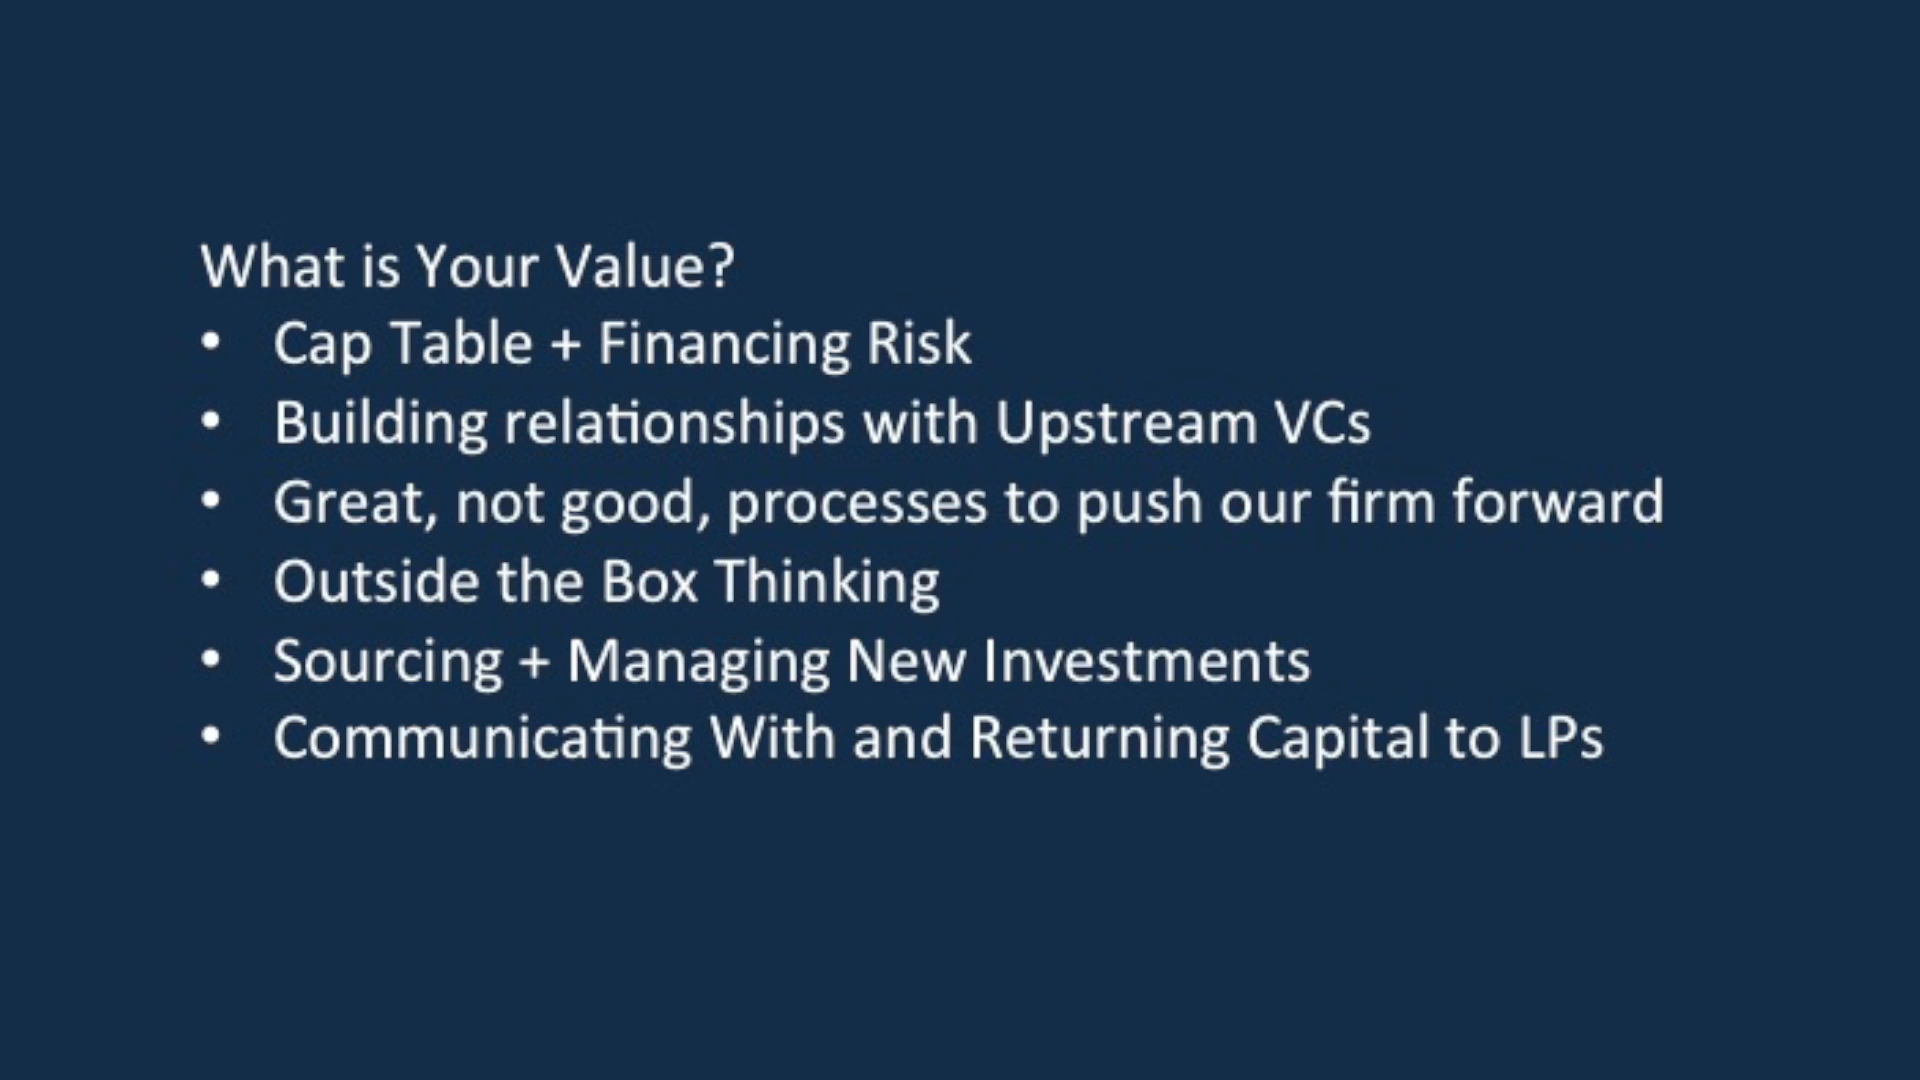 What is Your Value?
• Cap Table + Financing Risk
• Building relationships with Upstream VCs
• Great, not good, processes to push our firm forward
• Outside the Box Thinking
• Sourcing + Managing New Investments
• Communicating With and Returning Capital to LPs